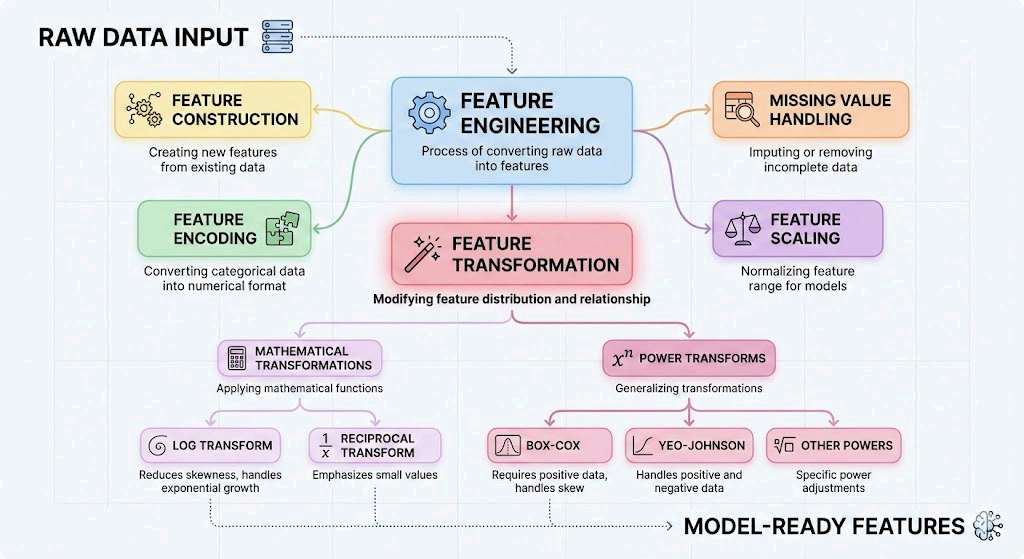 RAW DATA INPUT
FEATURE
CONSTRUCTION
Creating new features
from existing data
FEATURE
ENGINEERING
Process of converting raw data
into features
MISSING VALUE
HANDLING
Imputing or removing
incomplete data
FEATURE
ENCODING
Converting categorical data
into numerical format
FEATURE
TRANSFORMATION
Modifying feature distribution and relationship
FEATURE
SCALING
Normalizing feature
range for models
MATHEMATICAL
TRANSFORMATIONS
Applying mathematical functions
xⁿ POWER TRANSFORMS
Generalizing transformations
LOG TRANSFORM
Reduces skewness, handles
exponential growth
1/x RECIPROCAL
TRANSFORM
Emphasizes small values
BOX-COX
Requires positive data,
handles skew
YEO-JOHNSON
Handles positive and
negative data
ⁿ√ OTHER POWERS
Specific power
adjustments
MODEL-READY FEATURES